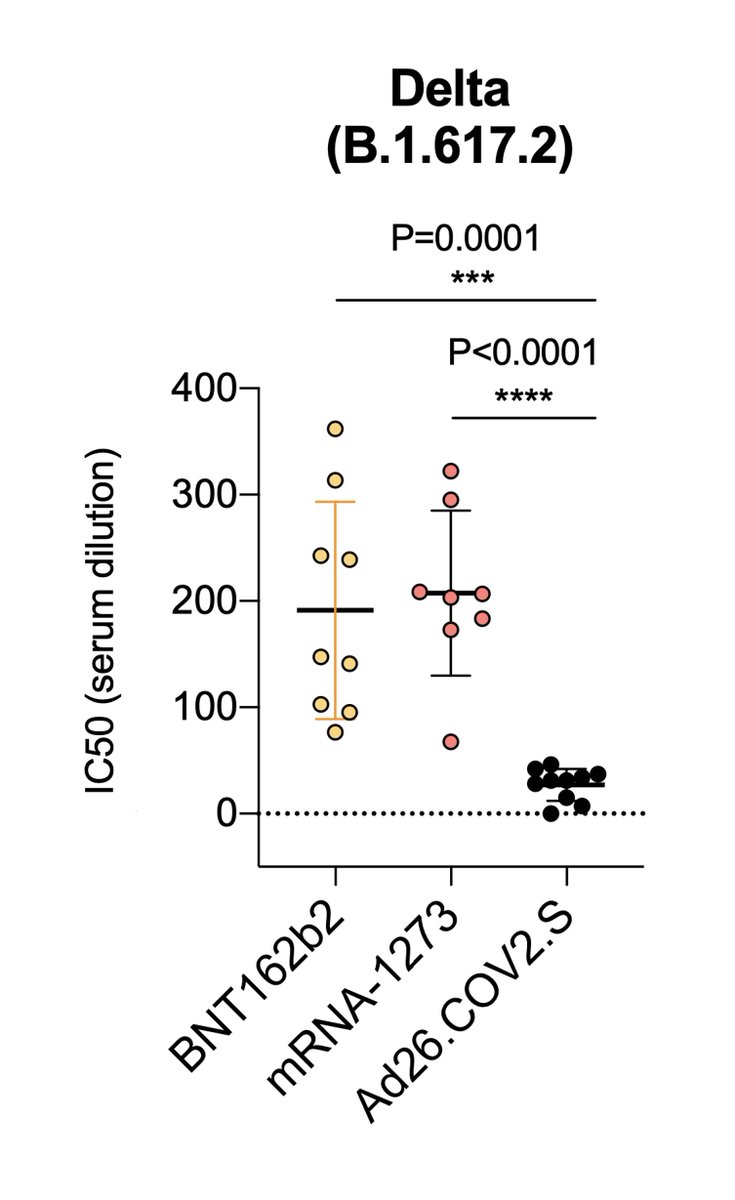 Delta
(B.1.617.2)
P=0.0001
***
P<0.0001
****
400
300
200
100
0
IC50 (serum dilution)
BNT162b2
mRNA-1273
Ad26.COV2.S